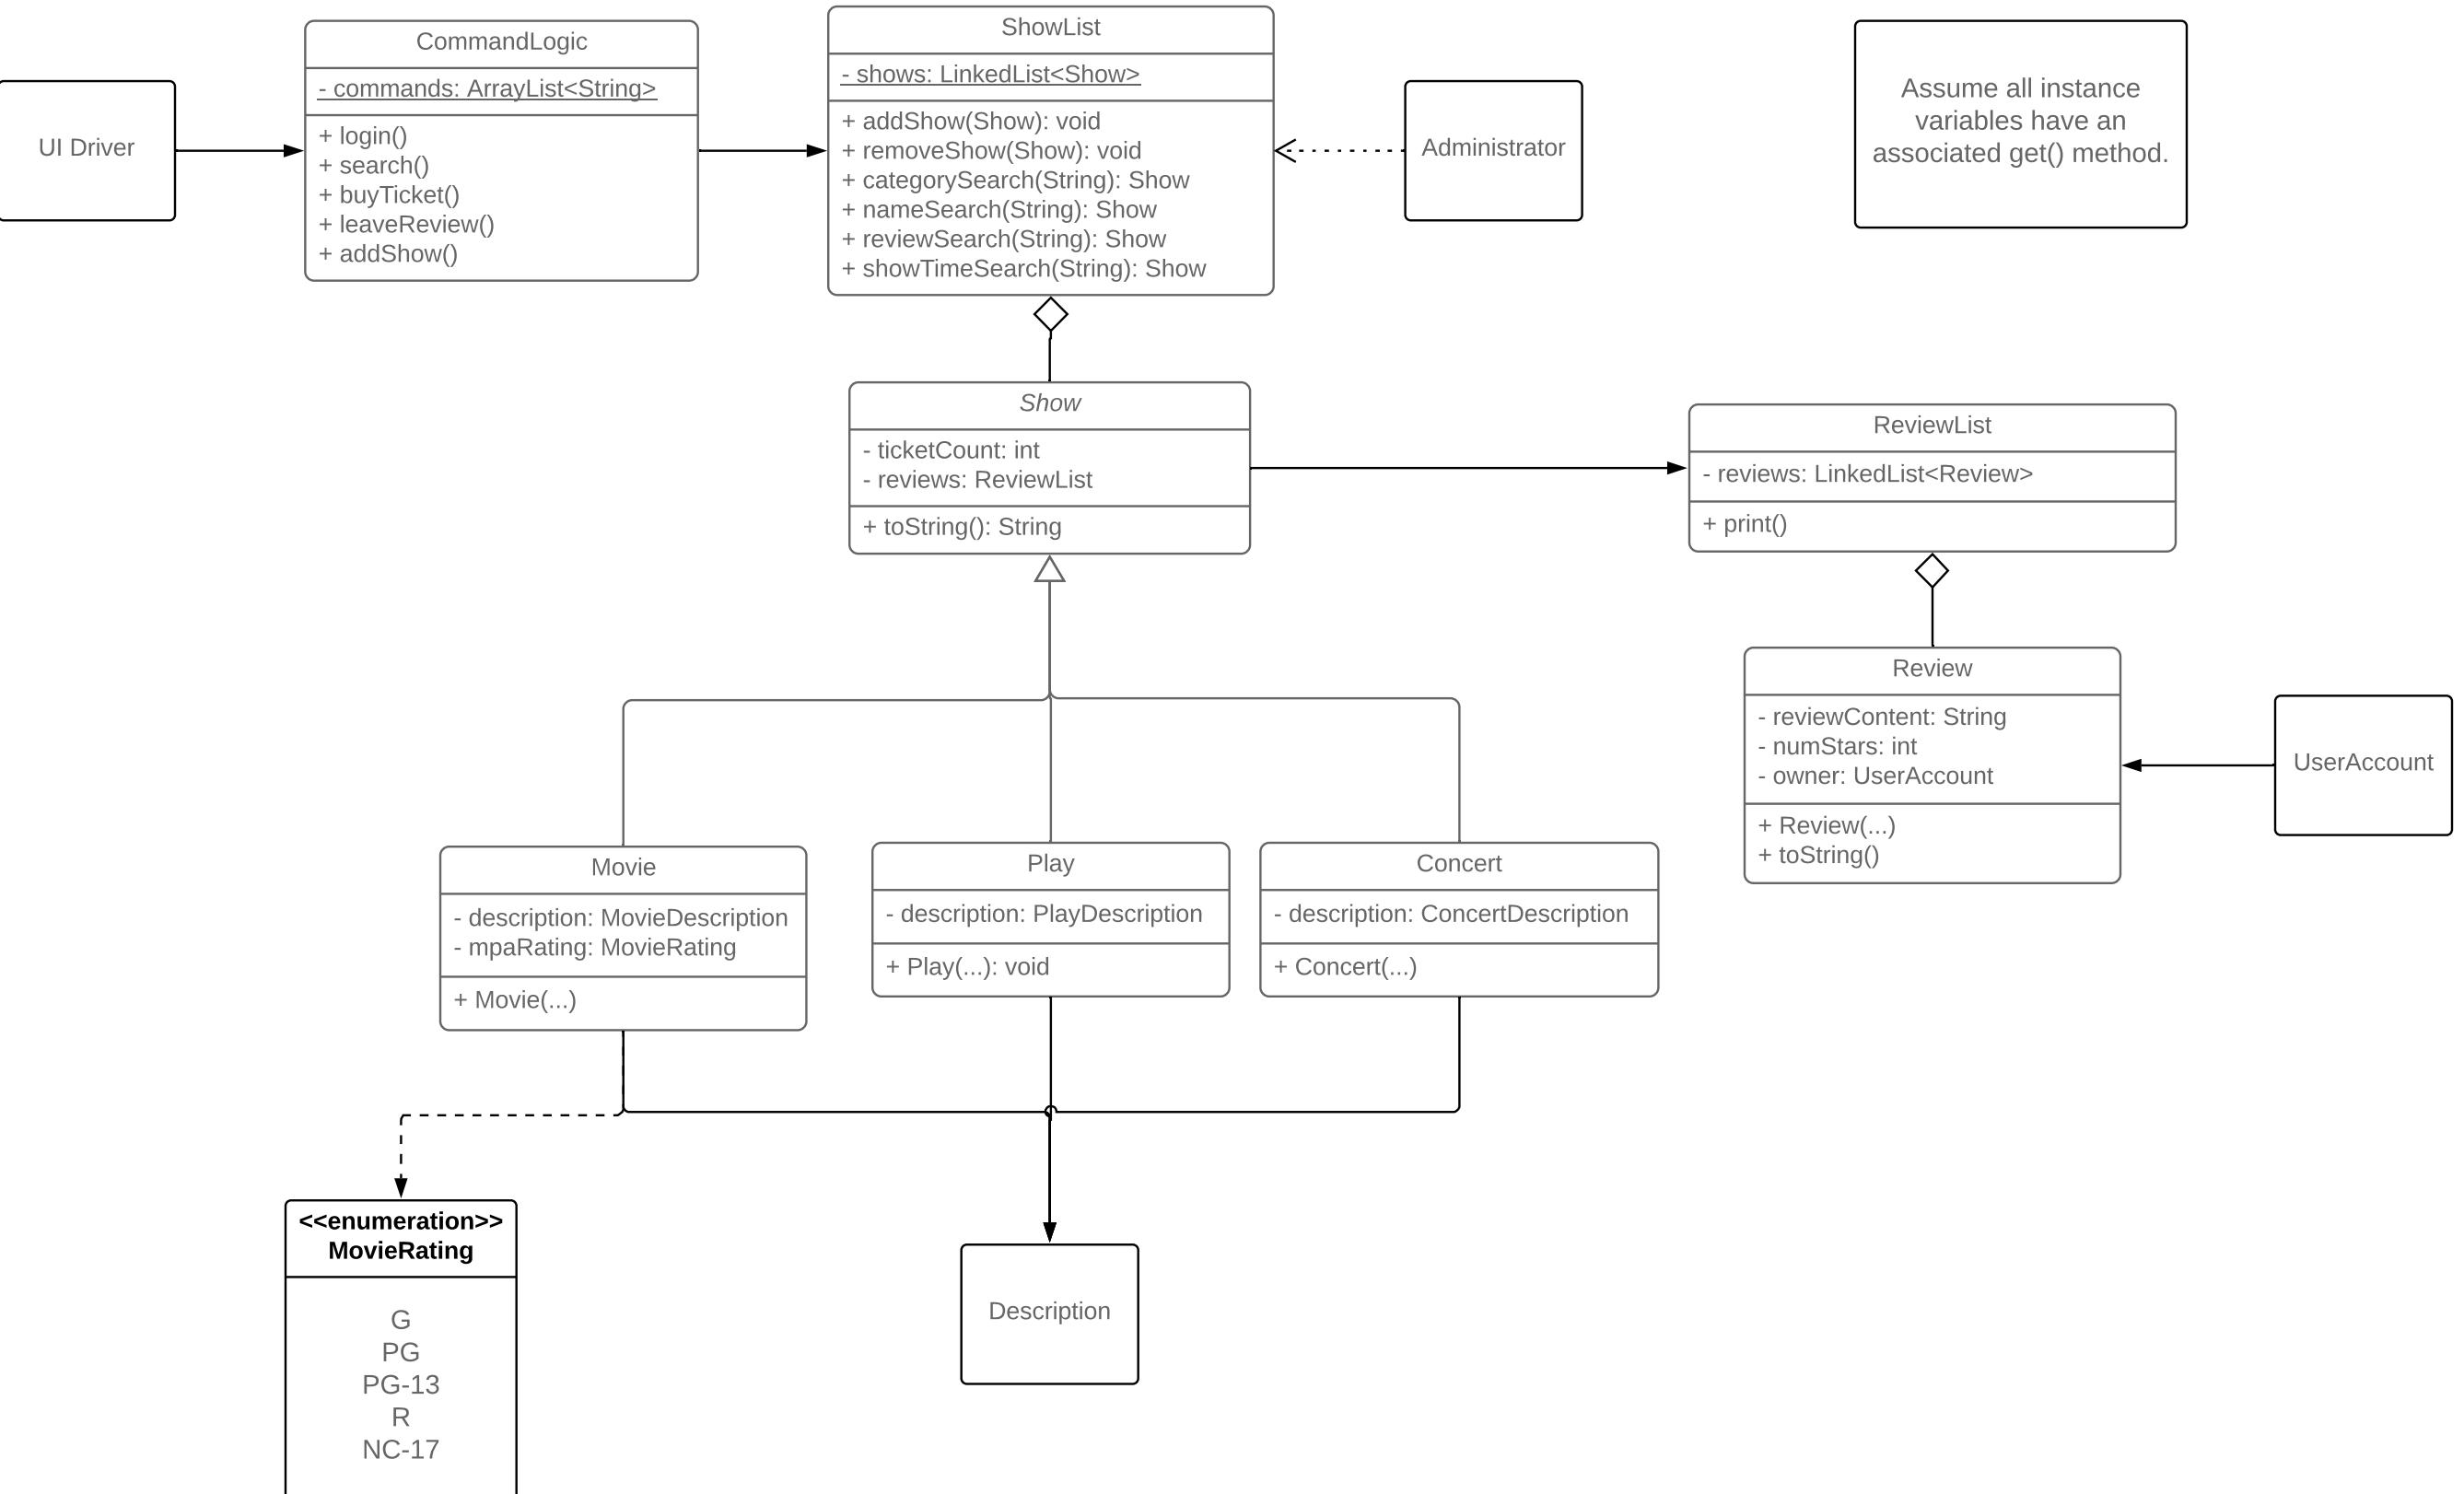 CommandLogic
- commands: ArrayList<String>
+ login()
+ search()
+ buyTicket()
+ leaveReview()
+ addShow()
UI Driver
ShowList
- shows: LinkedList<Show>
+ addShow(Show): void
+ removeShow(Show): void
+ categorySearch(String): Show
+ nameSearch(String): Show
+ reviewSearch(String): Show
+ showTimeSearch(String): Show
Administrator
Assume all instance
variables have an
associated get() method.
Show
- ticketCount: int
- reviews: ReviewList
+ toString(): String
ReviewList
- reviews: LinkedList<Review>
+ print()
Review
- reviewContent: String
- numStars: int
- owner: UserAccount
+ Review(...)
+ toString()
UserAccount
Movie
- description: MovieDescription
- mpaRating: MovieRating
+ Movie(...)
Play
- description: PlayDescription
+ Play(...): void
Concert
- description: ConcertDescription
+ Concert(...)
<<enumeration>>
MovieRating
G
PG
PG-13
R
NC-17
Description